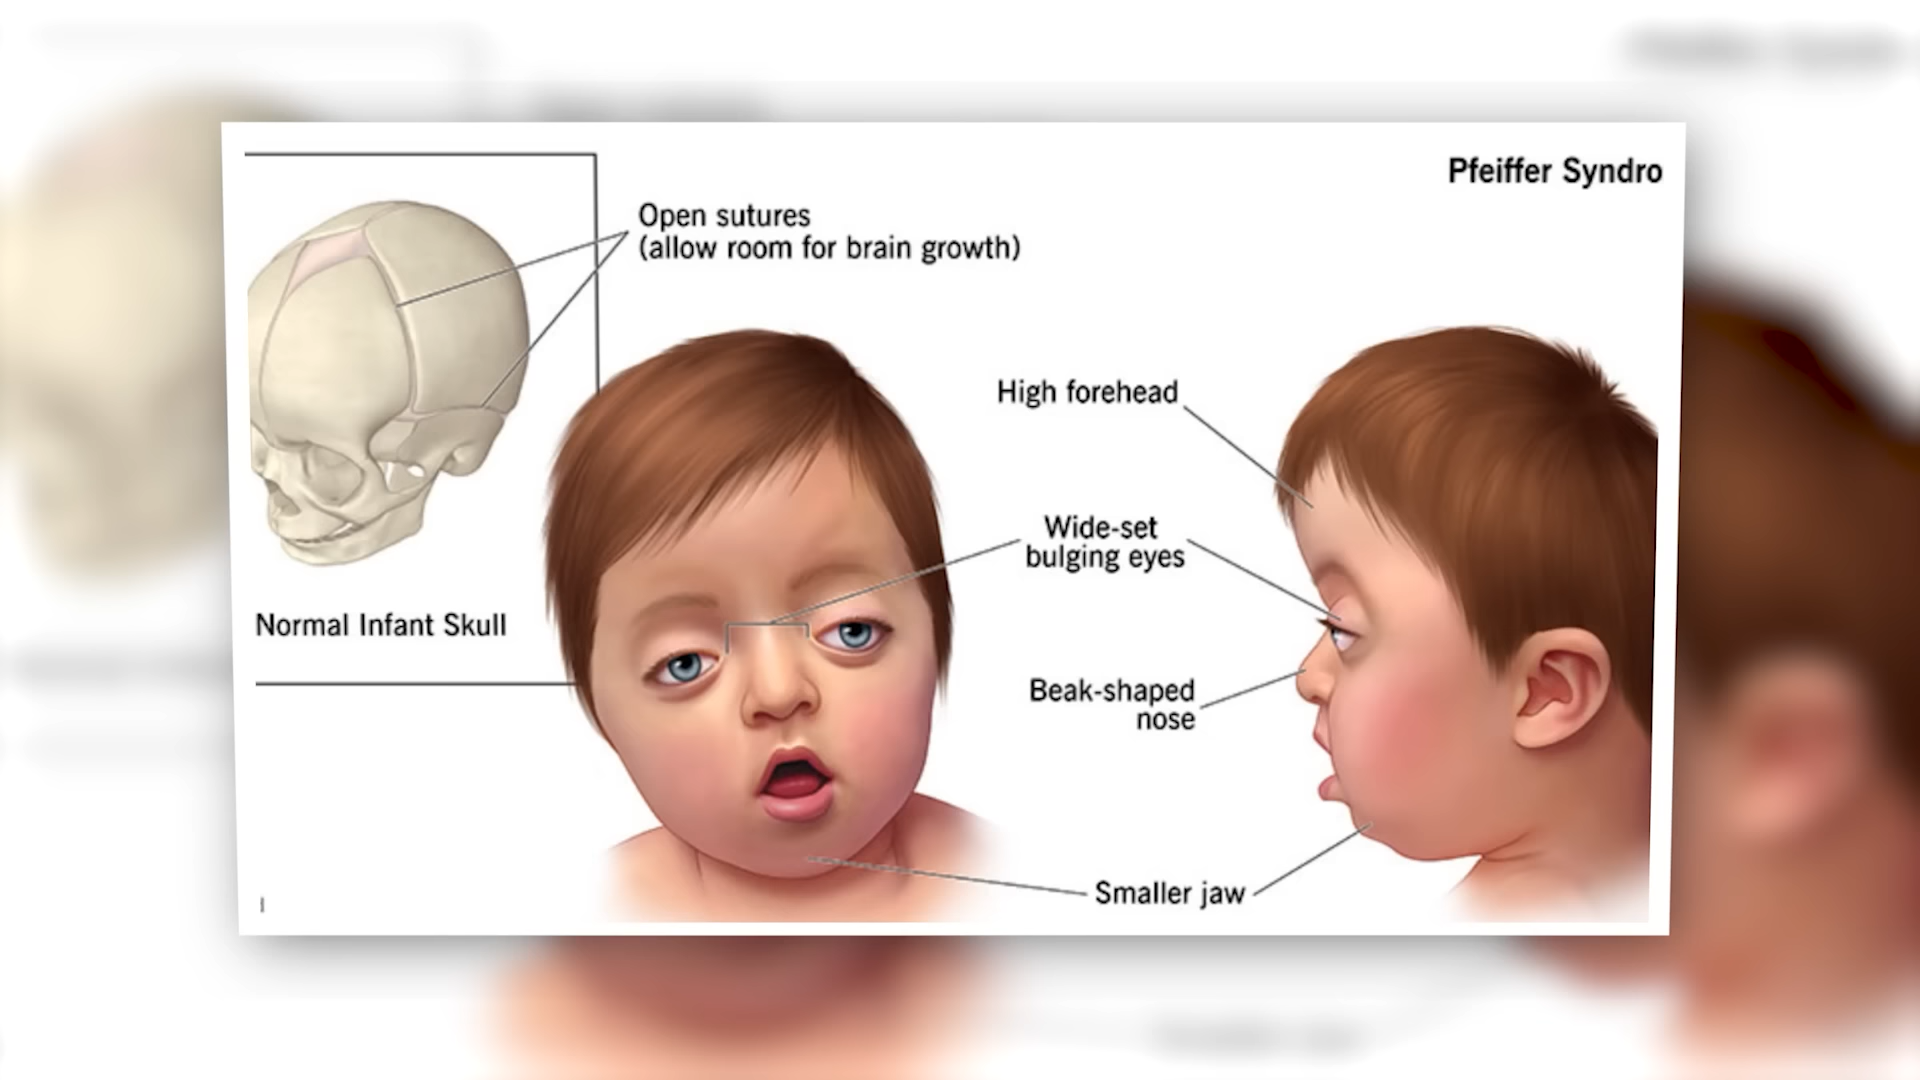 Pfeiffer Syndro
Open sutures
(allow room for brain growth)
High forehead
Wide-set
bulging eyes
Normal Infant Skull
Beak-shaped
nose
Smaller jaw